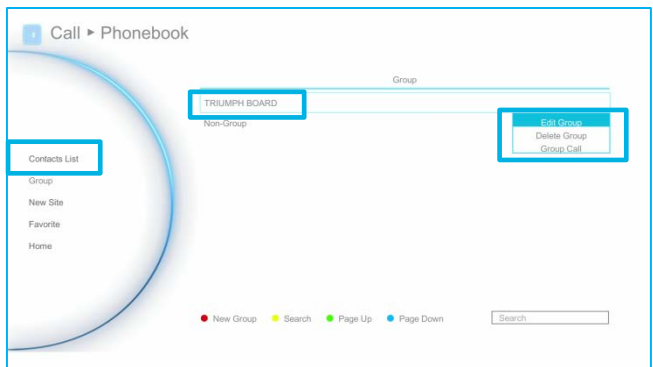 Call ▸ Phonebook
Group
TRIUMPH BOARD
Non-Group
Edit Group
Delete Group
Group Call
Contacts List
Group
New Site
Favorite
Home
New Group
Search
Page Up
Page Down
Search